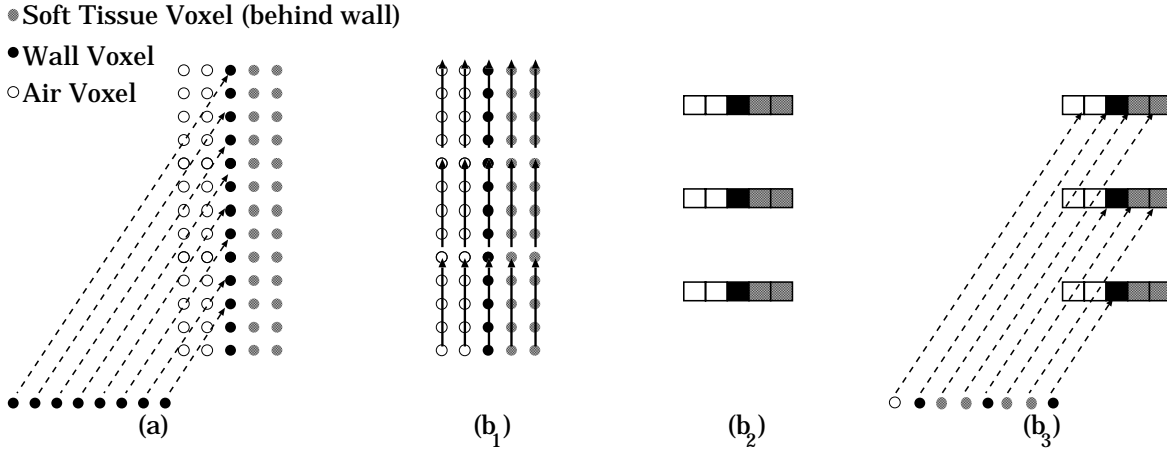 Soft Tissue Voxel (behind wall)
Wall Voxel
Air Voxel
(a)
(b1)
(b2)
(b3)